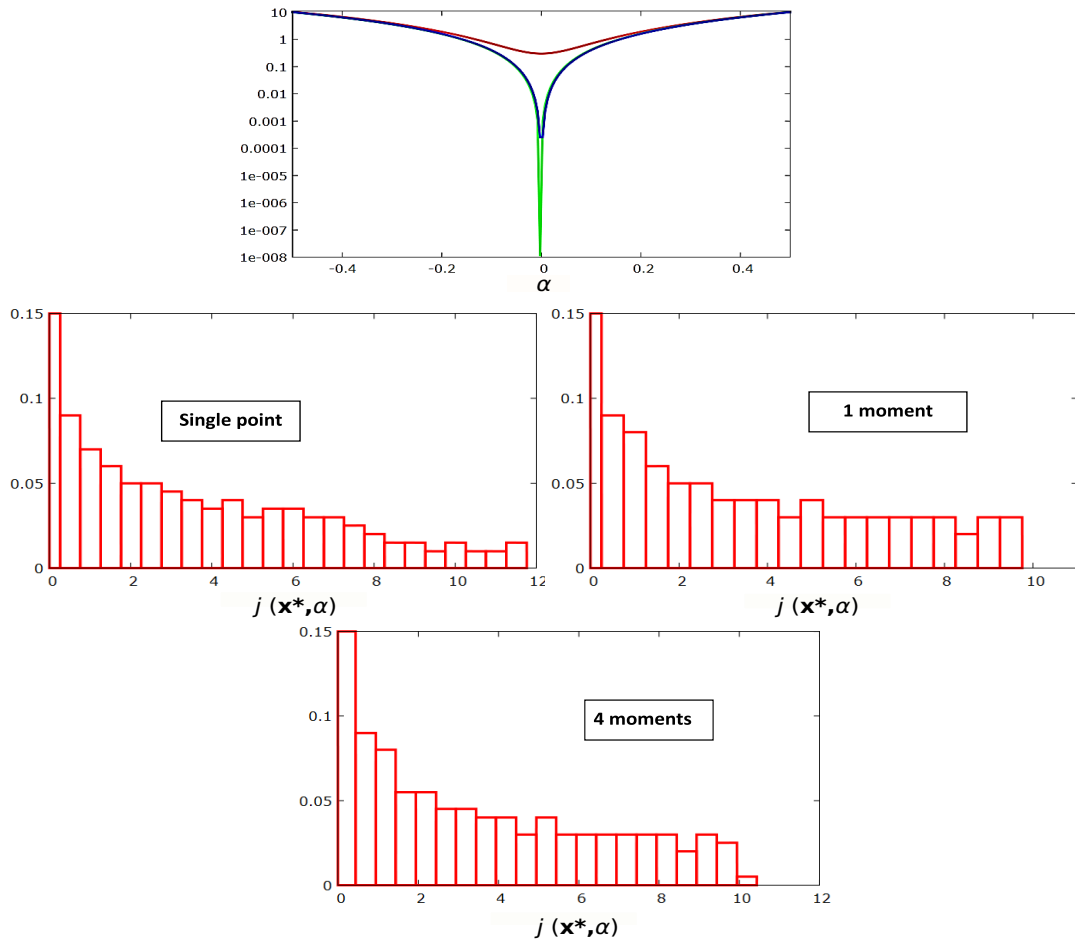 10
1
0.1
0.01
0.001
0.0001
1e-005
1e-006
1e-007
1e-008
-0.4 -0.2 0 0.2 0.4
α
0.15
0.1
0.05
0
Single point
0 2 4 6 8 10 12
j (x*,α)
0.15
0.1
0.05
0
1 moment
0 2 4 6 8 10
j (x*,α)
0.15
0.1
0.05
0
4 moments
0 2 4 6 8 10 12
j (x*,α)